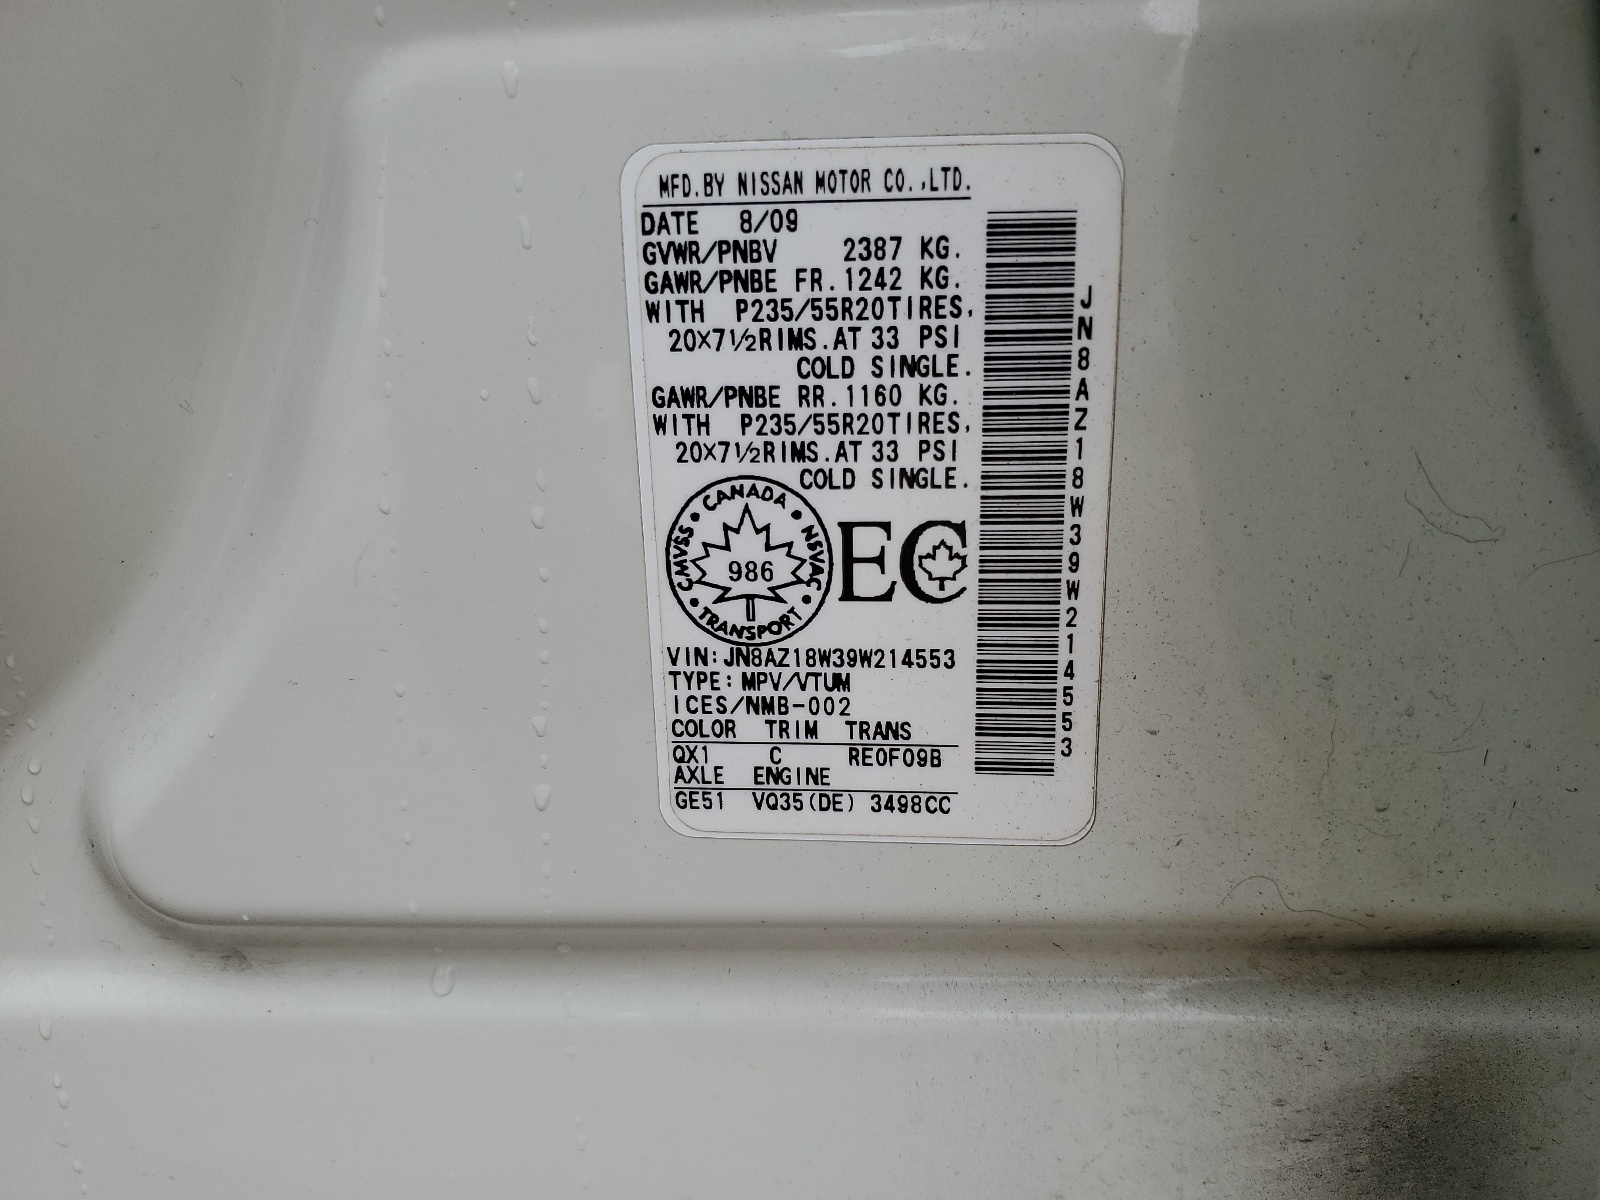 MFD.BY NISSAN MOTOR CO.,LTD.
DATE 8/09
GVWR/PNBV 2387 KG.
GAWR/PNBE FR.1242 KG.
WITH P235/55R20TIRES.
20X7½RIMS.AT 33 PSI
COLD SINGLE.
GAWR/PNBE RR.1160 KG.
WITH P235/55R20TIRES.
20X7½RIMS.AT 33 PSI
COLD SINGLE.
CANADA • NSVAC • TRANSPORT • CMVSS •
986
EC
VIN:JN8AZ18W39W214553
TYPE:MPV/VTUM
ICES/NMB-002
COLOR TRIM TRANS
QX1 C RE0F09B
AXLE ENGINE
GE51 VQ35(DE) 3498CC
JN8AZ18W39W214553